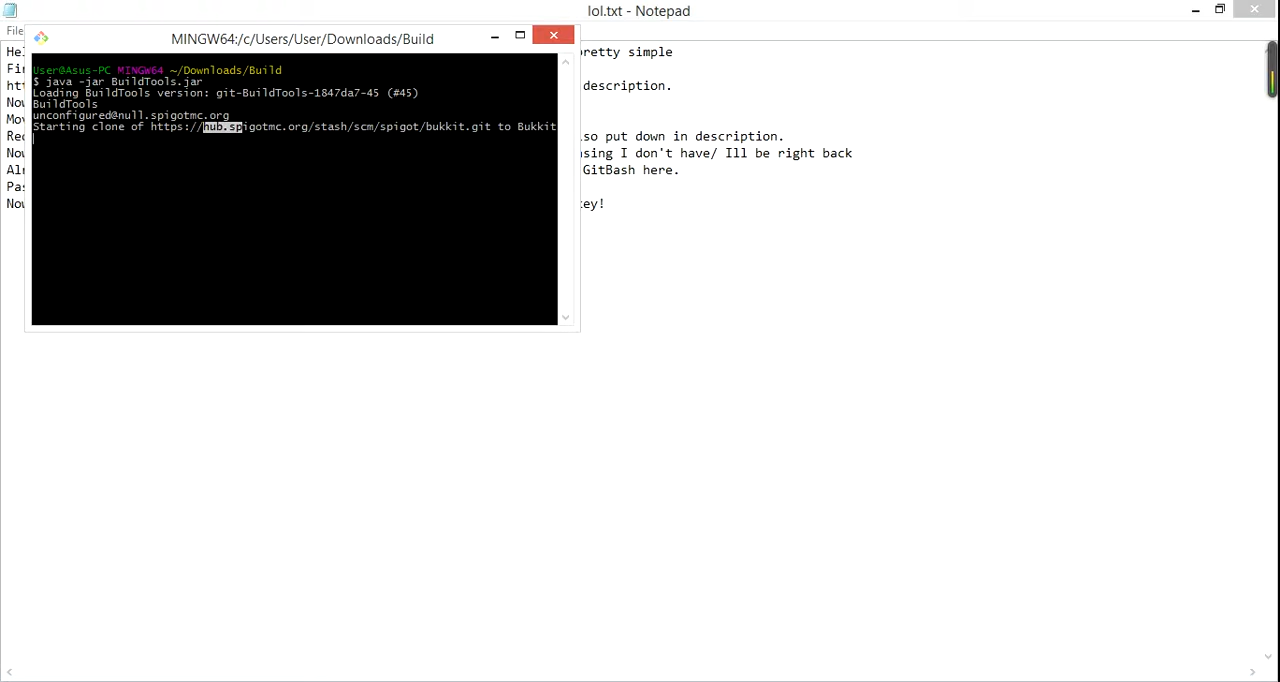 lol.txt - Notepad
File
MINGW64:/c/Users/User/Downloads/Build
User@Asus-PC MINGW64 ~/Downloads/Build
$ java -jar BuildTools.jar
Loading BuildTools version: git-BuildTools-1847da7-45 (#45)
BuildTools
unconfigured@null.spigotmc.org
Starting clone of https://hub.spigotmc.org/stash/scm/spigot/bukkit.git to Bukkit
pretty simple
description.
so put down in description.
sing I don't have/ Ill be right back
GitBash here.
Now
key!